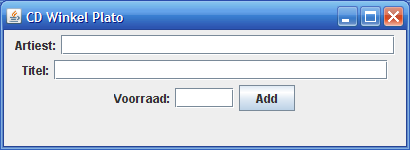 CD Winkel Plato
Artiest:
Titel:
Voorraad: Add